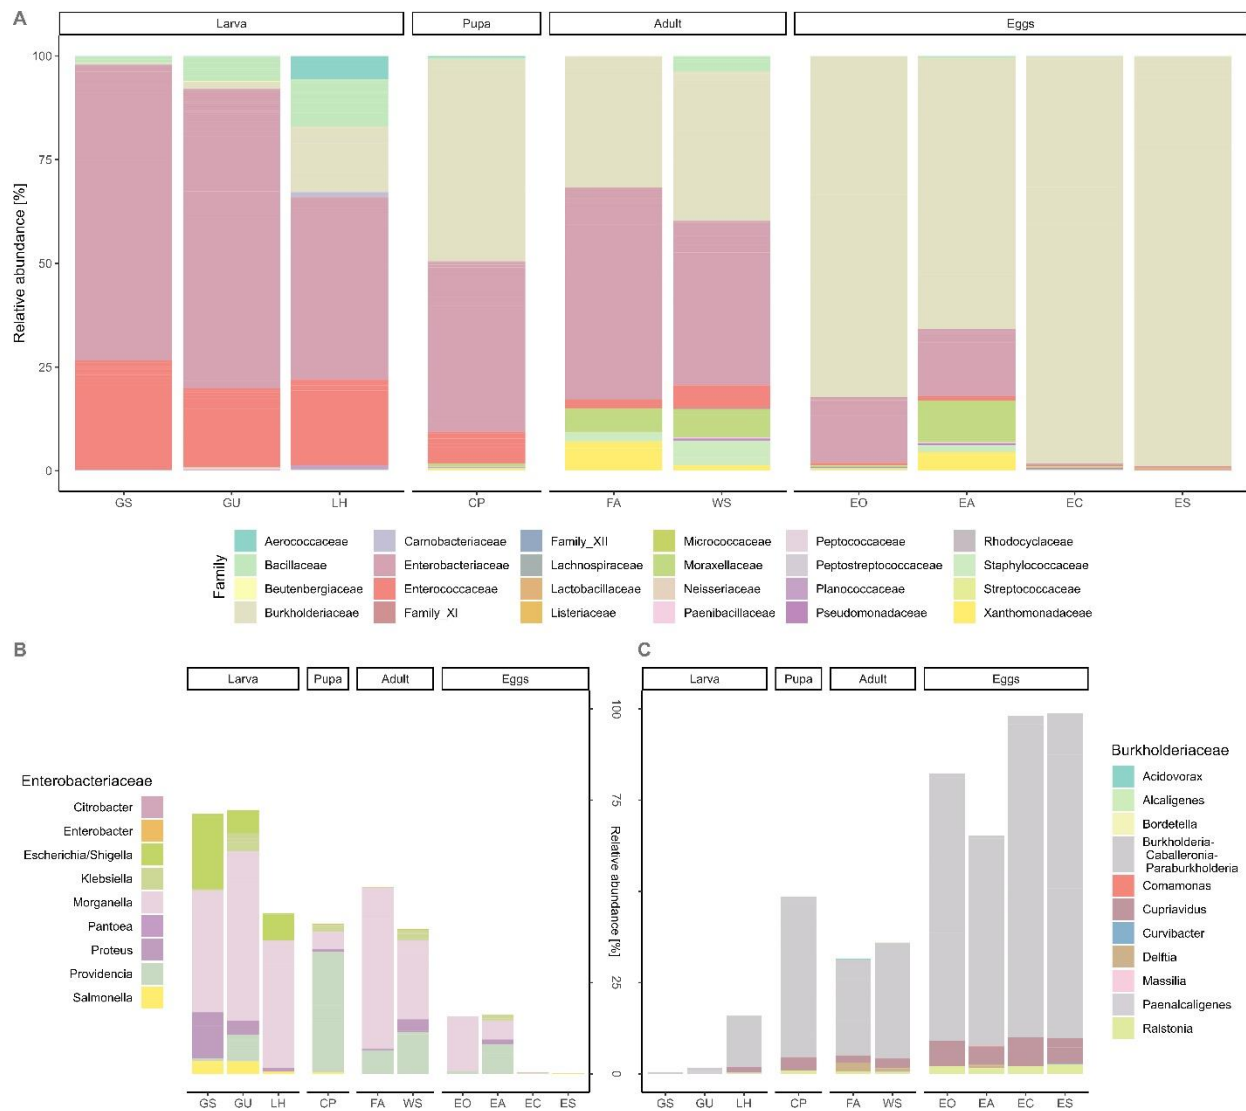 A
Larva Pupa Adult Eggs
Relative abundance [%]
100
75
50
25
0
GS GU LH CP FA WS EO EA EC ES
Family
Aerococcaceae Carnobacteriaceae Family_XII Micrococcaceae Peptococcaceae Rhodocyclaceae
Bacillaceae Enterobacteriaceae Lachnospiraceae Moraxellaceae Peptostreptococcaceae Staphylococcaceae
Beutenbergiaceae Enterococcaceae Lactobacillaceae Neisseriaceae Planococcaceae Streptococcaceae
Burkholderiaceae Family_XI Listeriaceae Paenibacillaceae Pseudomonadaceae Xanthomonadaceae
B
Larva Pupa Adult Eggs
Enterobacteriaceae
Citrobacter
Enterobacter
Escherichia/Shigella
Klebsiella
Morganella
Pantoea
Proteus
Providencia
Salmonella
GS GU LH CP FA WS EO EA EC ES
100
75
Relative abundance [%]
25
0
C
Larva Pupa Adult Eggs
GS GU LH CP FA WS EO EA EC ES
Burkholderiaceae
Acidovorax
Alcaligenes
Bordetella
Burkholderia-
Caballeronia-
Paraburkholderia
Comamonas
Cupriavidus
Curvibacter
Delftia
Massilia
Paenalcaligenes
Ralstonia